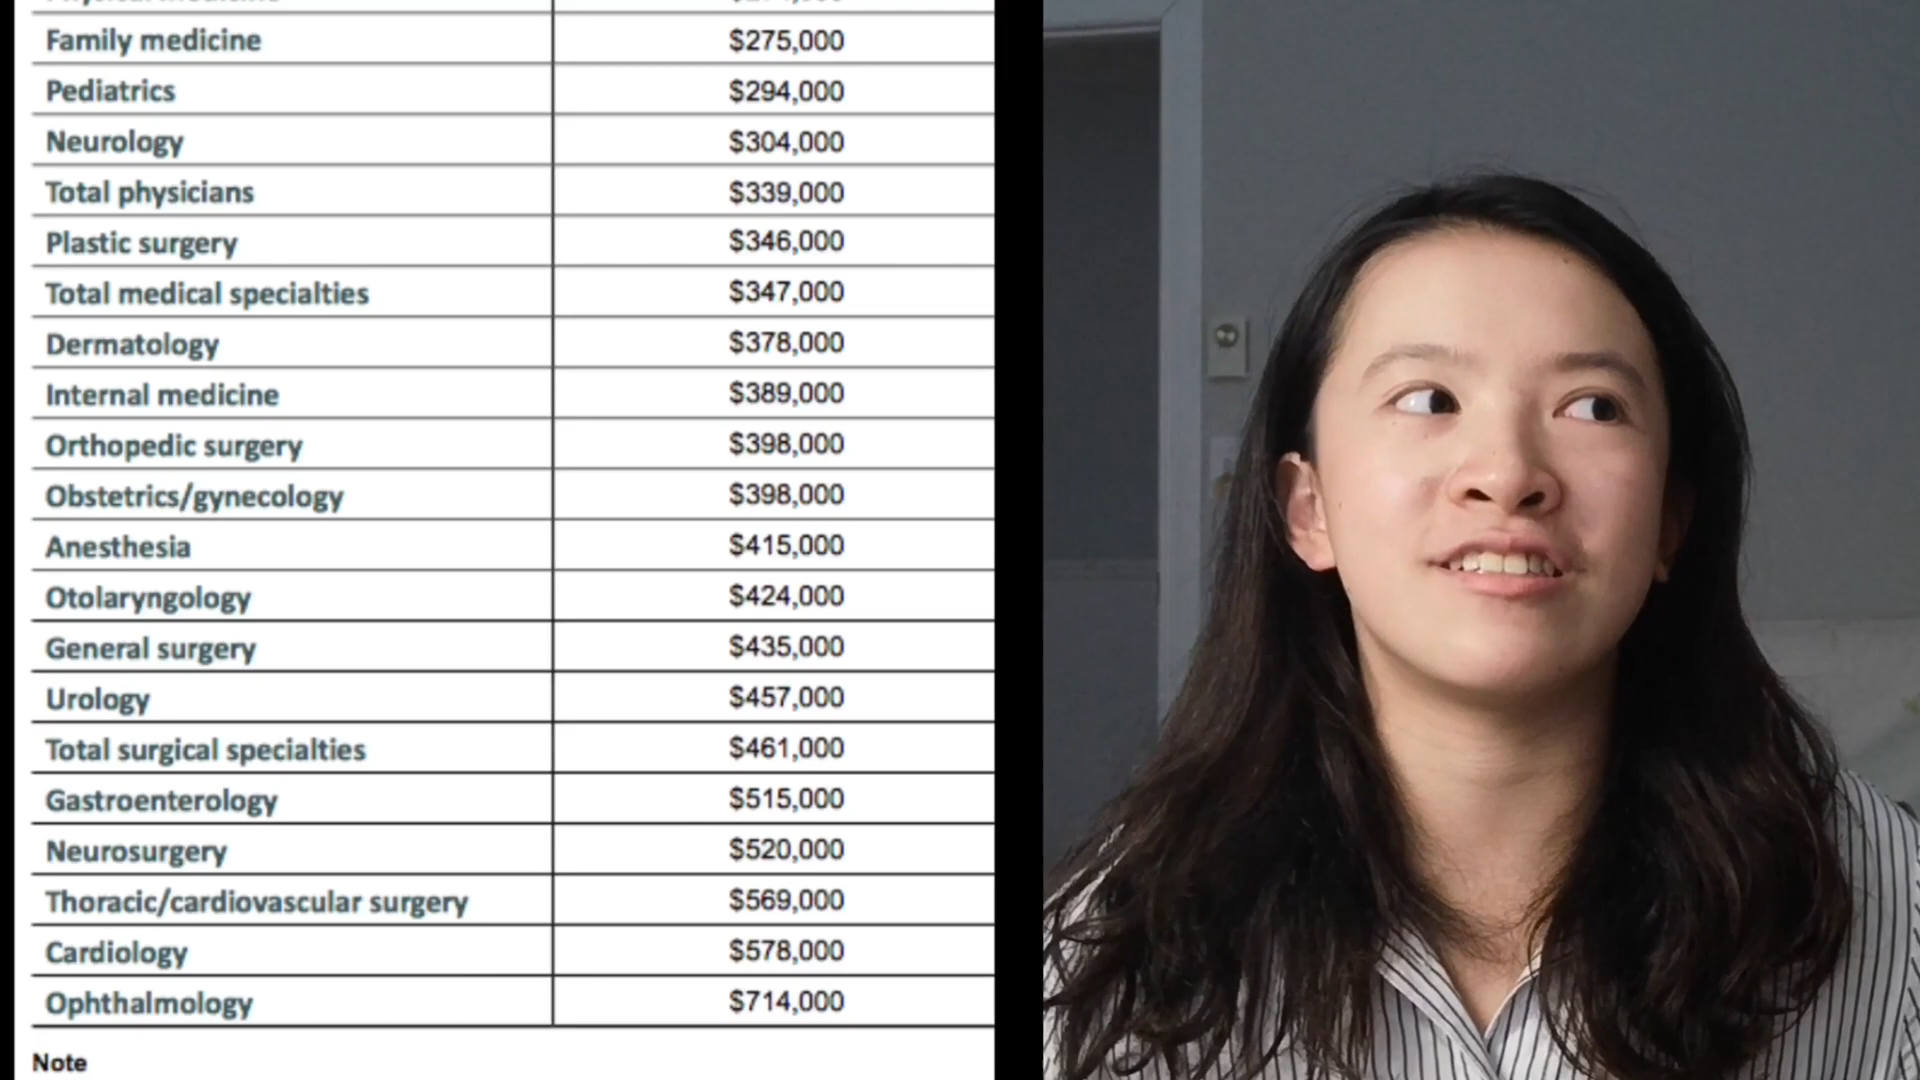 Family medicine $275,000
Pediatrics $294,000
Neurology $304,000
Total physicians $339,000
Plastic surgery $346,000
Total medical specialties $347,000
Dermatology $378,000
Internal medicine $389,000
Orthopedic surgery $398,000
Obstetrics/gynecology $398,000
Anesthesia $415,000
Otolaryngology $424,000
General surgery $435,000
Urology $457,000
Total surgical specialties $461,000
Gastroenterology $515,000
Neurosurgery $520,000
Thoracic/cardiovascular surgery $569,000
Cardiology $578,000
Ophthalmology $714,000
Note